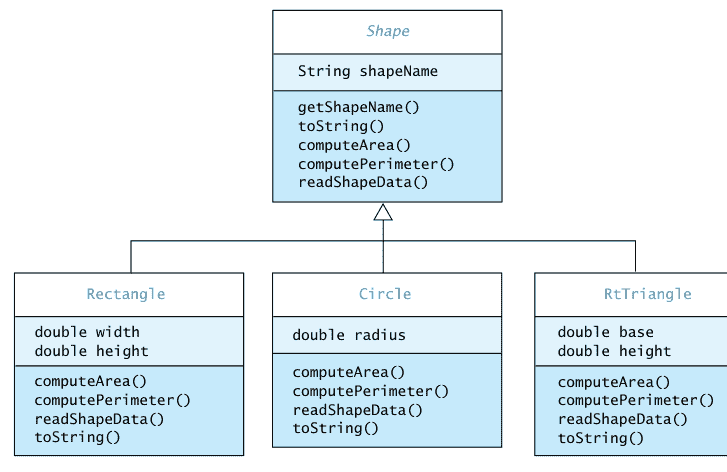 Shape
String shapeName
getShapeName()
toString()
computeArea()
computePerimeter()
readShapeData()
Rectangle
double width
double height
computeArea()
computePerimeter()
readShapeData()
toString()
Circle
double radius
computeArea()
computePerimeter()
readShapeData()
toString()
RtTriangle
double base
double height
computeArea()
computePerimeter()
readShapeData()
toString()